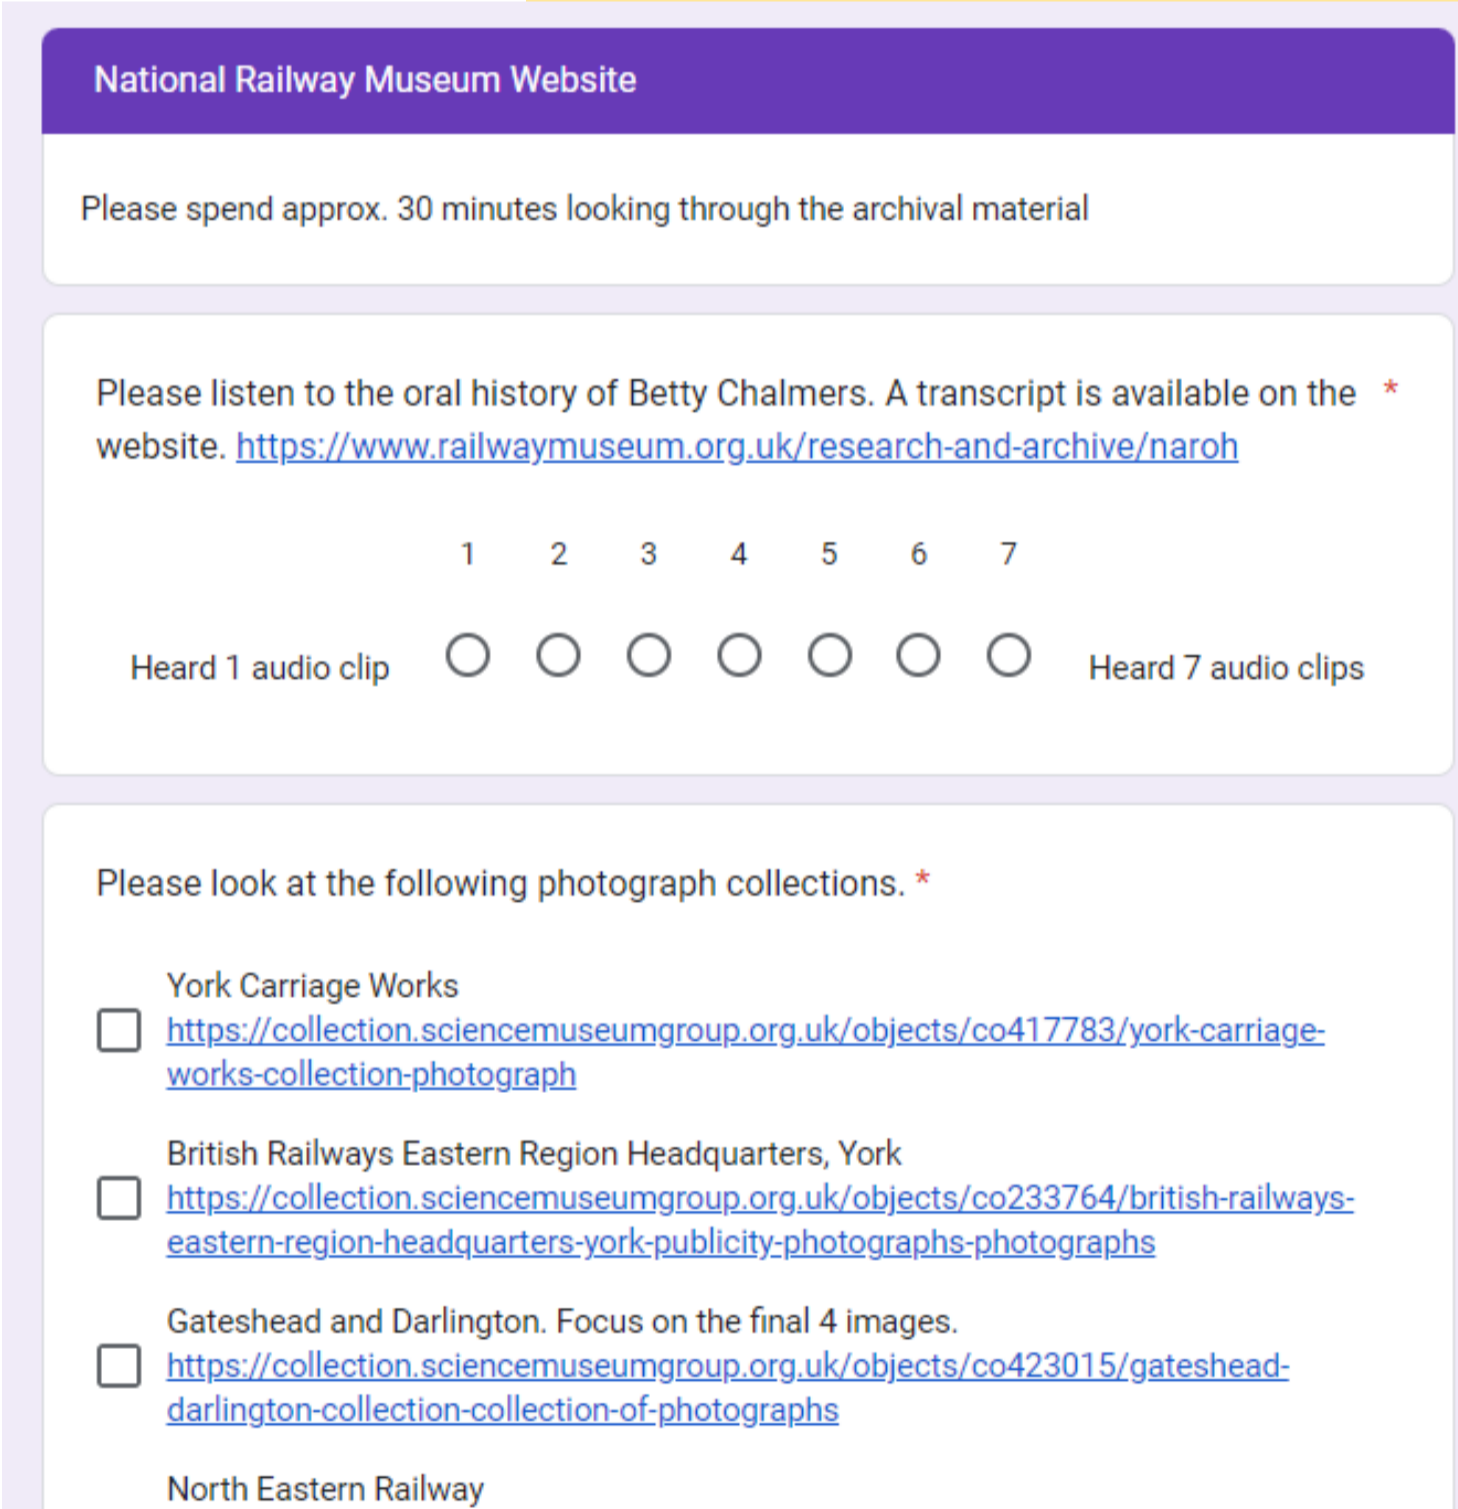 National Railway Museum Website
Please spend approx. 30 minutes looking through the archival material
Please listen to the oral history of Betty Chalmers. A transcript is available on the *
website. https://www.railwaymuseum.org.uk/research-and-archive/naroh
1 2 3 4 5 6 7
Heard 1 audio clip Heard 7 audio clips
Please look at the following photograph collections. *
York Carriage Works
https://collection.sciencemuseumgroup.org.uk/objects/co417783/york-carriage-
works-collection-photograph
British Railways Eastern Region Headquarters, York
https://collection.sciencemuseumgroup.org.uk/objects/co233764/british-railways-
eastern-region-headquarters-york-publicity-photographs-photographs
Gateshead and Darlington. Focus on the final 4 images.
https://collection.sciencemuseumgroup.org.uk/objects/co423015/gateshead-
darlington-collection-collection-of-photographs
North Eastern Railway